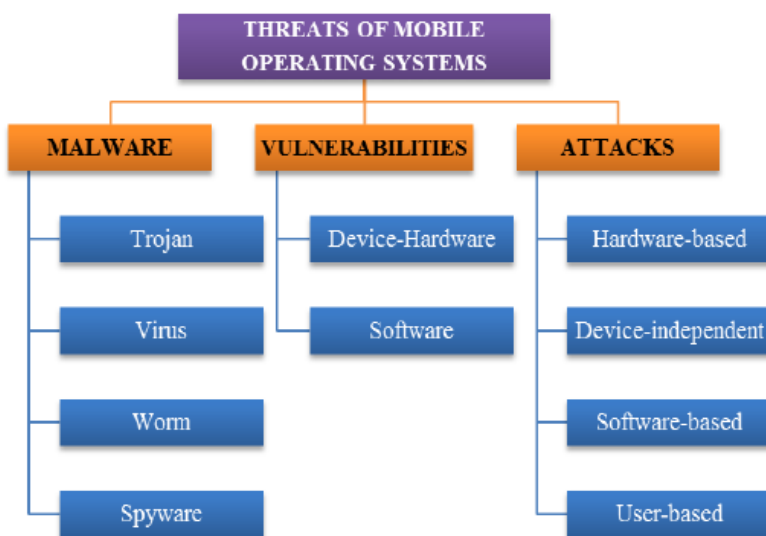 THREATS OF MOBILE
OPERATING SYSTEMS
MALWARE
Trojan
Virus
Worm
Spyware
VULNERABILITIES
Device-Hardware
Software
ATTACKS
Hardware-based
Device-independent
Software-based
User-based